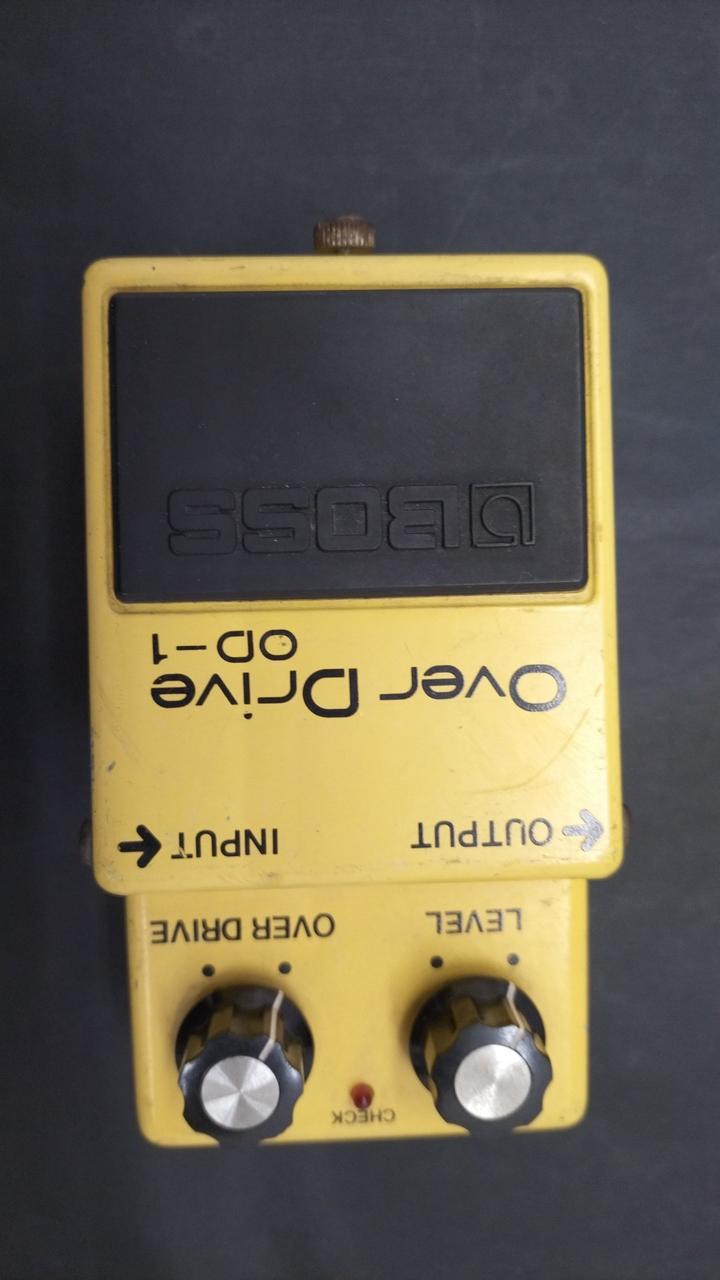 CHECK
LEVEL OVER DRIVE
← OUTPUT INPUT ←
Over Drive
OD-1
BOSS